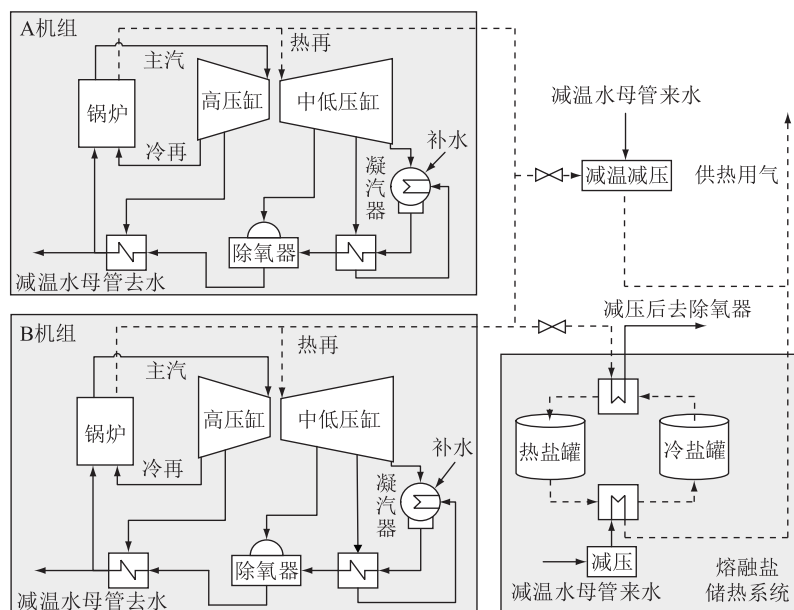 A机组
热再
主汽
锅炉
高压缸
中低压缸
冷再
补水
凝
汽
器
除氧器
减温水母管去水
减温水母管来水
减温减压
供热用气
减压后去除氧器
B机组
热再
主汽
锅炉
高压缸
中低压缸
冷再
补水
凝
汽
器
除氧器
减温水母管去水
热盐罐
冷盐罐
减压
减温水母管来水
熔融盐
储热系统